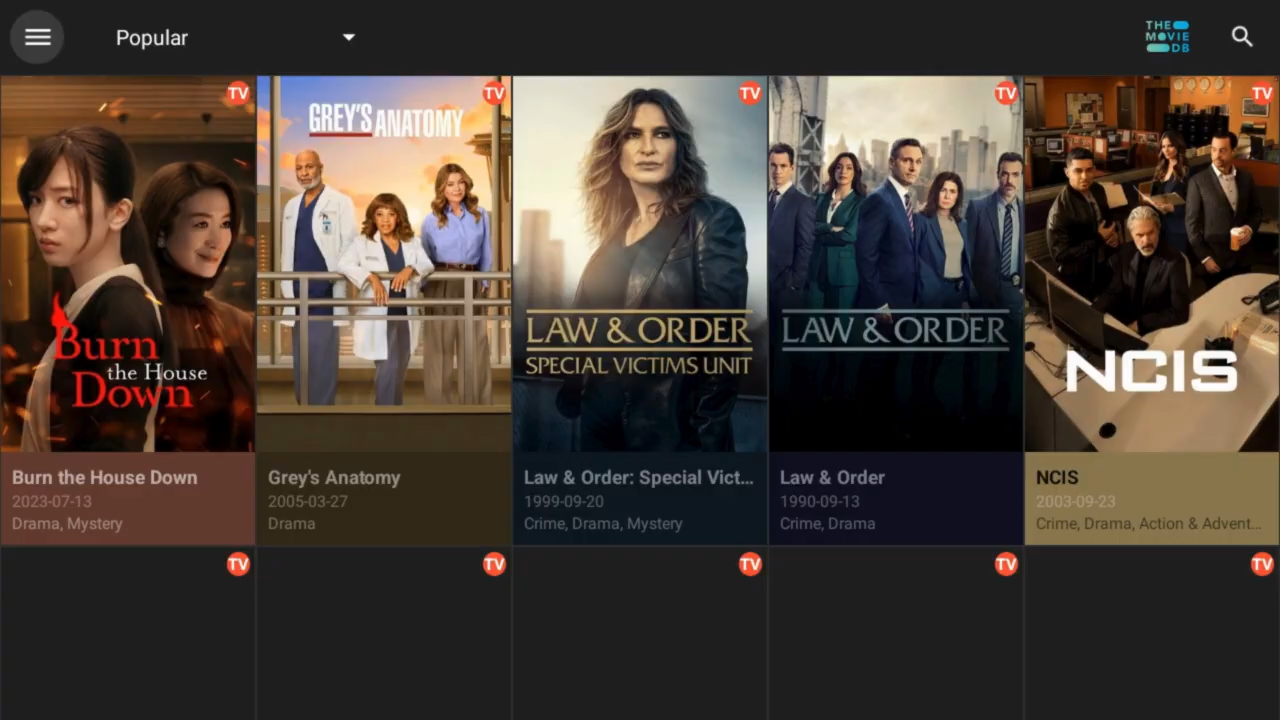 Popular
THE
MOVIE
DB
TV
TV
TV
TV
TV
GREY'S ANATOMY
Burn
the House
Down
LAW & ORDER
SPECIAL VICTIMS UNIT
LAW & ORDER
NCIS
Burn the House Down
2023-07-13
Drama, Mystery
Grey's Anatomy
2005-03-27
Drama
Law & Order: Special Vict...
1999-09-20
Crime, Drama, Mystery
Law & Order
1990-09-13
Crime, Drama
NCIS
2003-09-23
Crime, Drama, Action & Advent...
TV
TV
TV
TV
TV